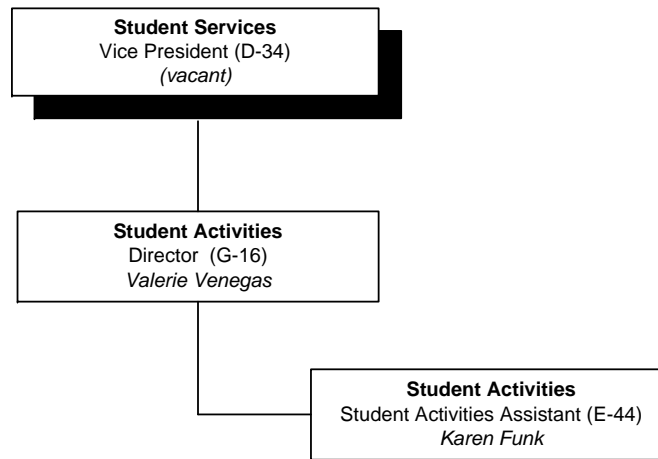 Student Services
Vice President (D-34)
(vacant)
Student Activities
Director (G-16)
Valerie Venegas
Student Activities
Student Activities Assistant (E-44)
Karen Funk